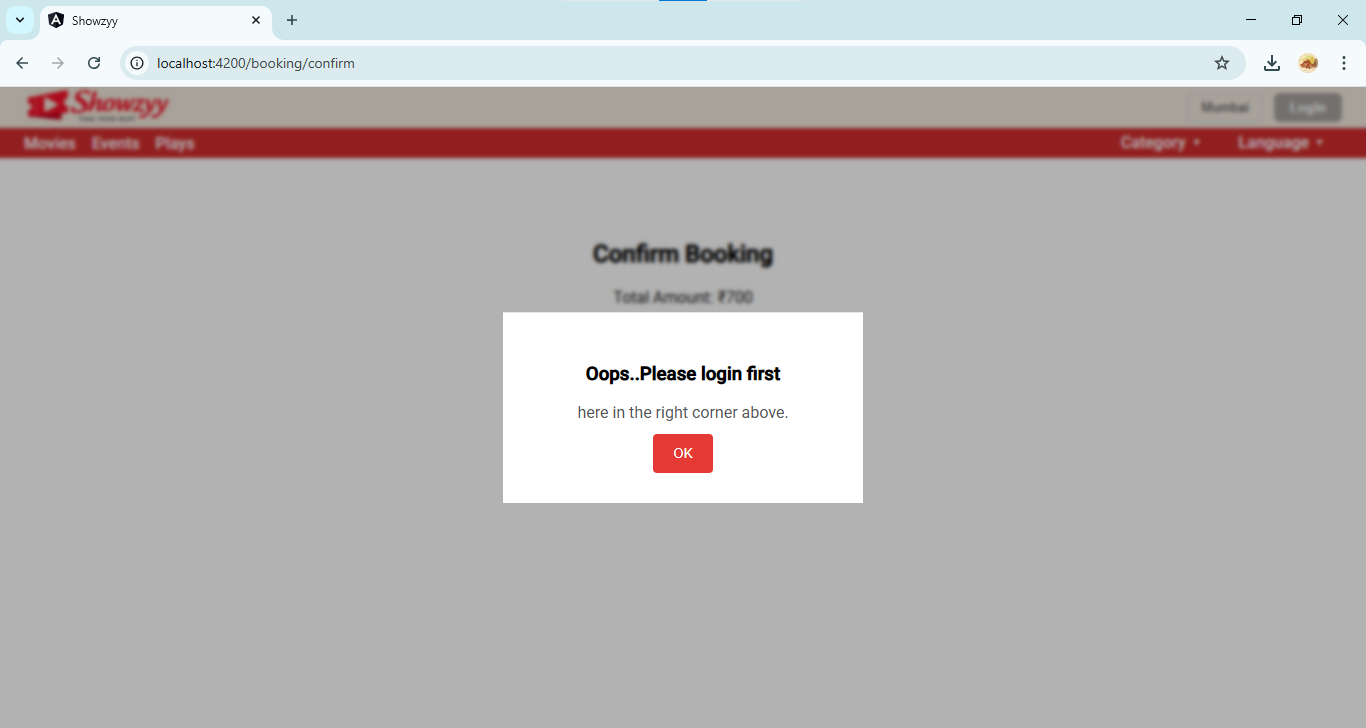 Showzyy
localhost:4200/booking/confirm
Showzyy
Mumbai
Login
Movies Events Plays
Category Language
Confirm Booking
Total Amount: ₹700
Oops..Please login first
here in the right corner above.
OK